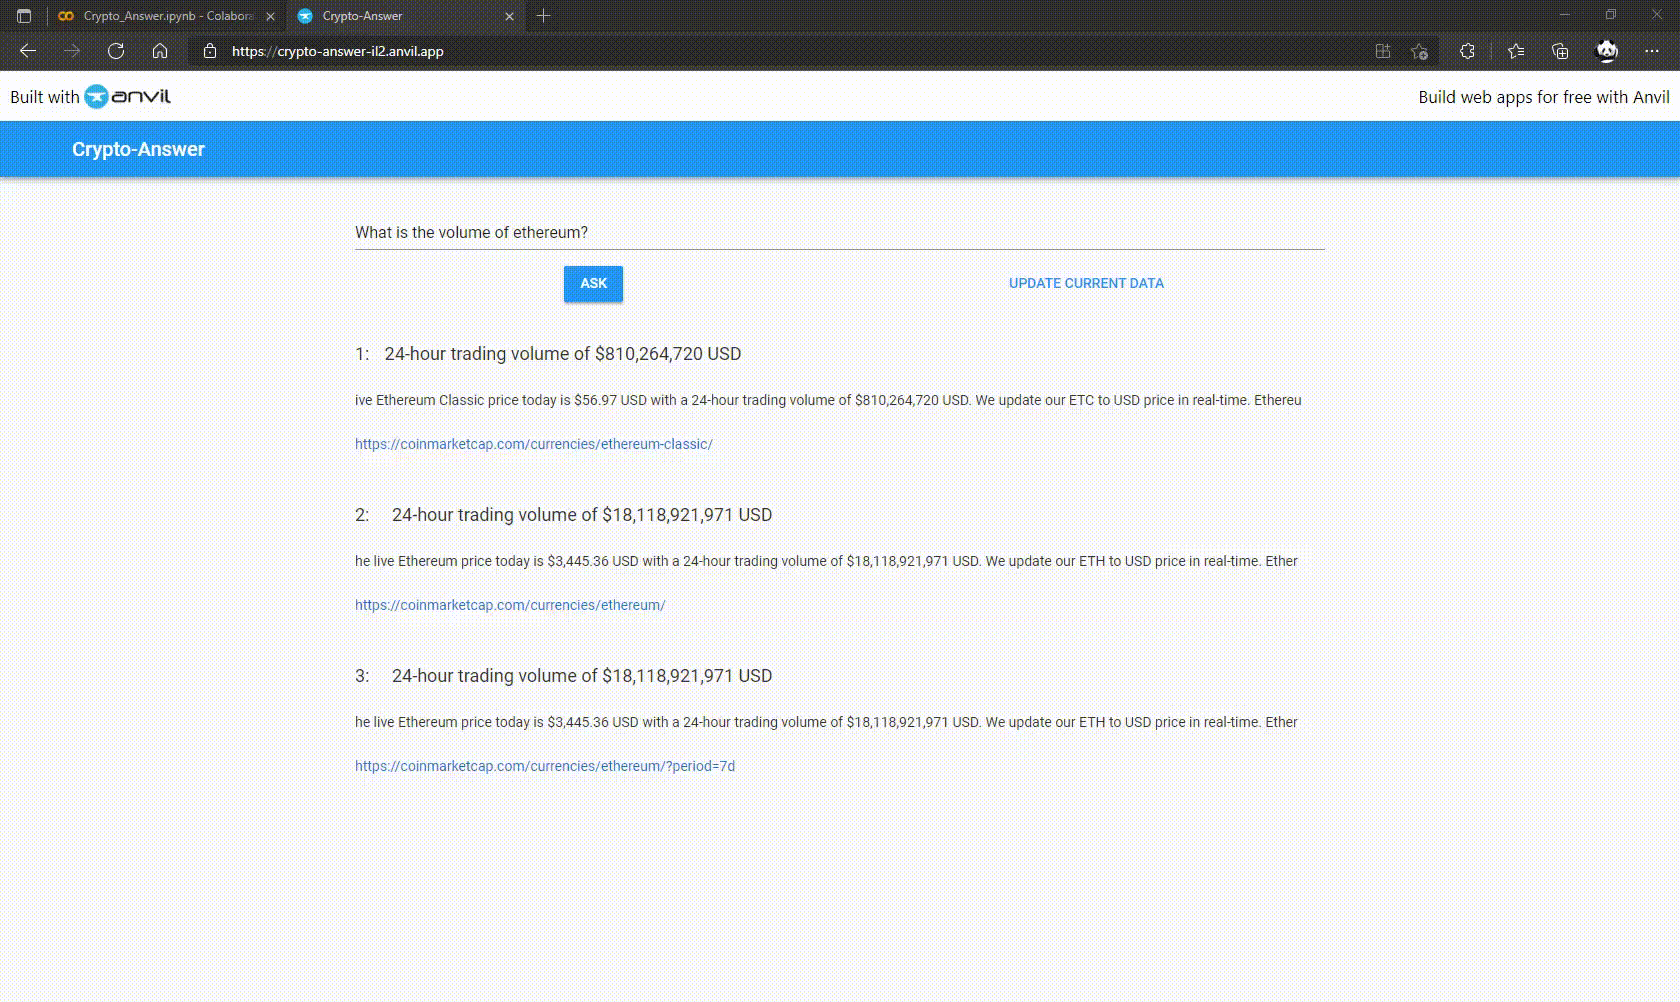 Crypto_Answer.ipynb - Colabora
Crypto-Answer
https://crypto-answer-il2.anvil.app
Built with anvil
Build web apps for free with Anvil
Crypto-Answer
What is the volume of ethereum?
ASK
UPDATE CURRENT DATA
1: 24-hour trading volume of $810,264,720 USD
ive Ethereum Classic price today is $56.97 USD with a 24-hour trading volume of $810,264,720 USD. We update our ETC to USD price in real-time. Ethereu
https://coinmarketcap.com/currencies/ethereum-classic/
2: 24-hour trading volume of $18,118,921,971 USD
he live Ethereum price today is $3,445.36 USD with a 24-hour trading volume of $18,118,921,971 USD. We update our ETH to USD price in real-time. Ether
https://coinmarketcap.com/currencies/ethereum/
3: 24-hour trading volume of $18,118,921,971 USD
he live Ethereum price today is $3,445.36 USD with a 24-hour trading volume of $18,118,921,971 USD. We update our ETH to USD price in real-time. Ether
https://coinmarketcap.com/currencies/ethereum/?period=7d